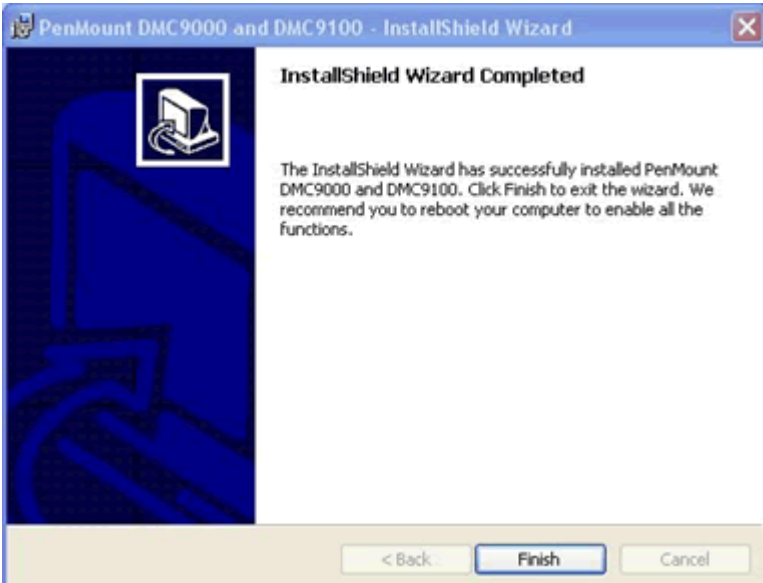 PenMount DMC9000 and DMC9100 - InstallShield Wizard
InstallShield Wizard Completed
The InstallShield Wizard has successfully installed PenMount
DMC9000 and DMC9100. Click Finish to exit the wizard. We
recommend you to reboot your computer to enable all the
functions.
< Back
Finish
Cancel